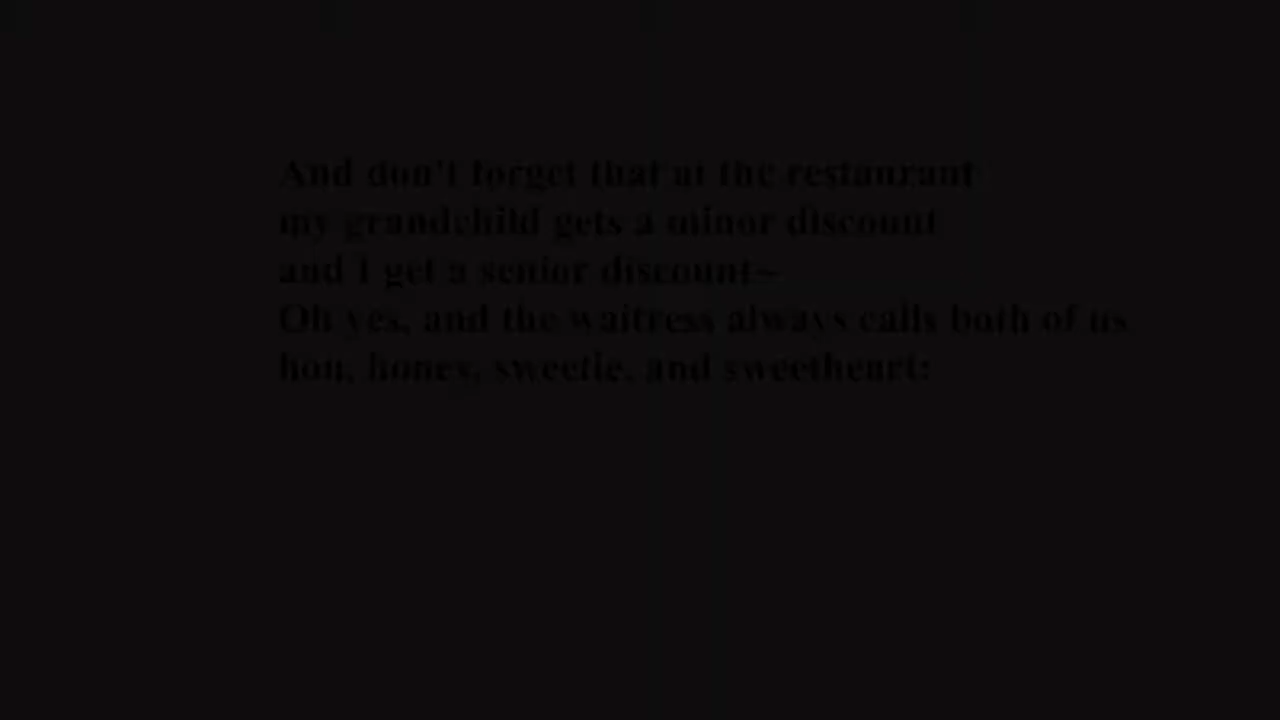 And don't forget that at the restaurant
my grandchild gets a minor discount
and I get a senior discount--
Oh yes, and the waitress always calls both of us
hon, honey, sweetie, and sweetheart: